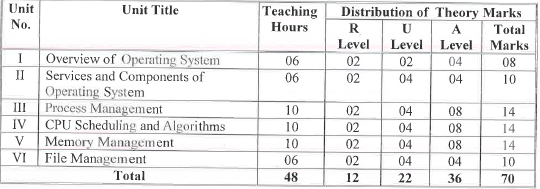 Unit No. Unit Title Teaching Hours Distribution of Theory Marks
R Level U Level A Level Total Marks
I Overview of Operating System 06 02 02 04 08
II Services and Components of Operating System 06 02 04 04 10
III Process Management 10 02 04 08 14
IV CPU Scheduling and Algorithms 10 02 04 08 14
V Memory Management 10 02 04 08 14
VI File Management 06 02 04 04 10
Total 48 12 22 36 70